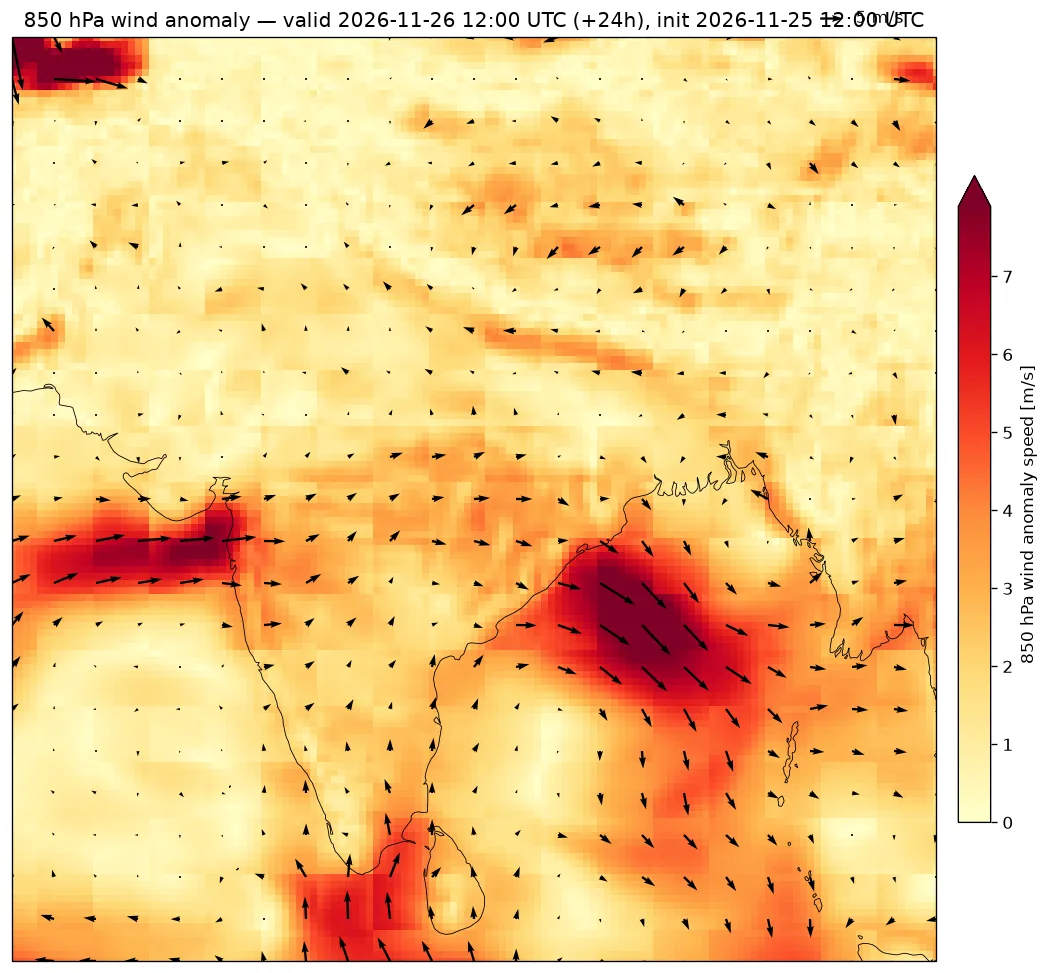 850 hPa wind anomaly — valid 2026-11-26 12:00 UTC (+24h), init 2026-11-25 12:00 UTC
5 m/s
7
6
5
4
3
2
1
0
850 hPa wind anomaly speed [m/s]